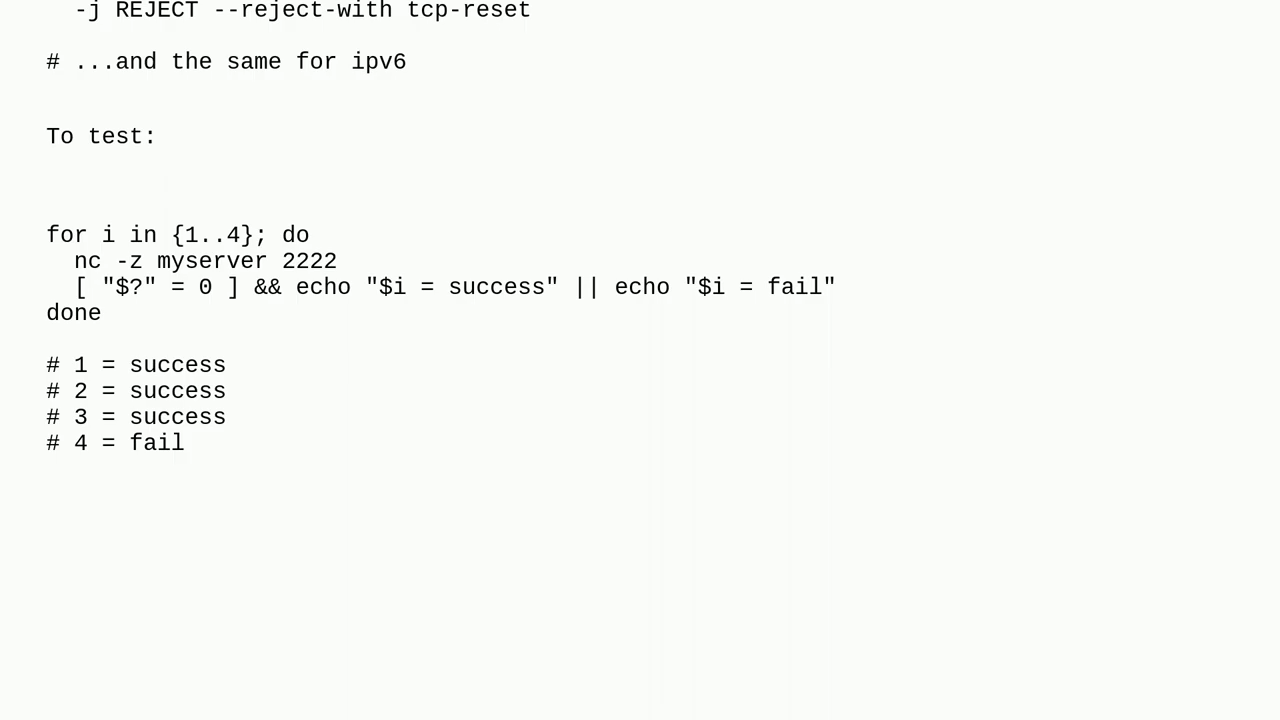 -j REJECT --reject-with tcp-reset
# ...and the same for ipv6
To test:
for i in {1..4}; do
nc -z myserver 2222
[ "$?" = 0 ] && echo "$i = success" || echo "$i = fail"
done
# 1 = success
# 2 = success
# 3 = success
# 4 = fail